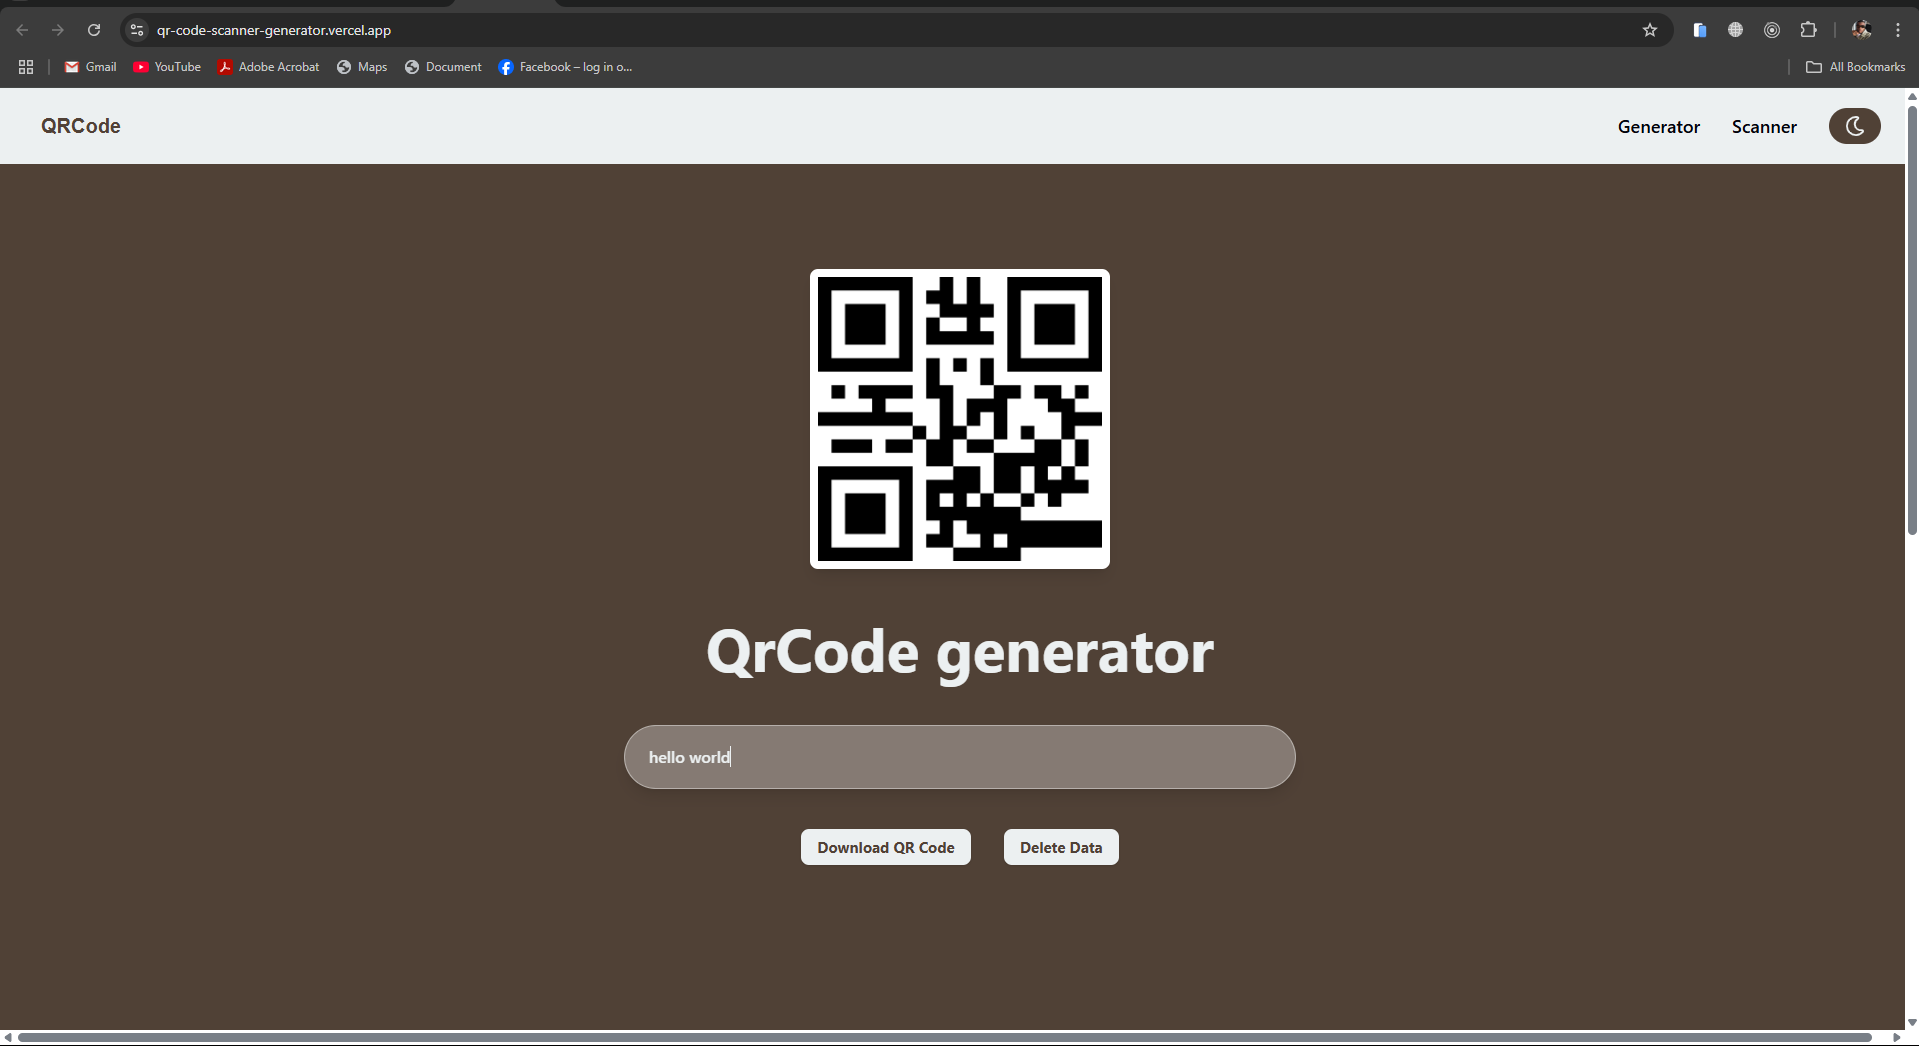 qr-code-scanner-generator.vercel.app
Gmail YouTube Adobe Acrobat Maps Document Facebook – log in o... All Bookmarks
QRCode Generator Scanner
QrCode generator
hello world
Download QR Code Delete Data